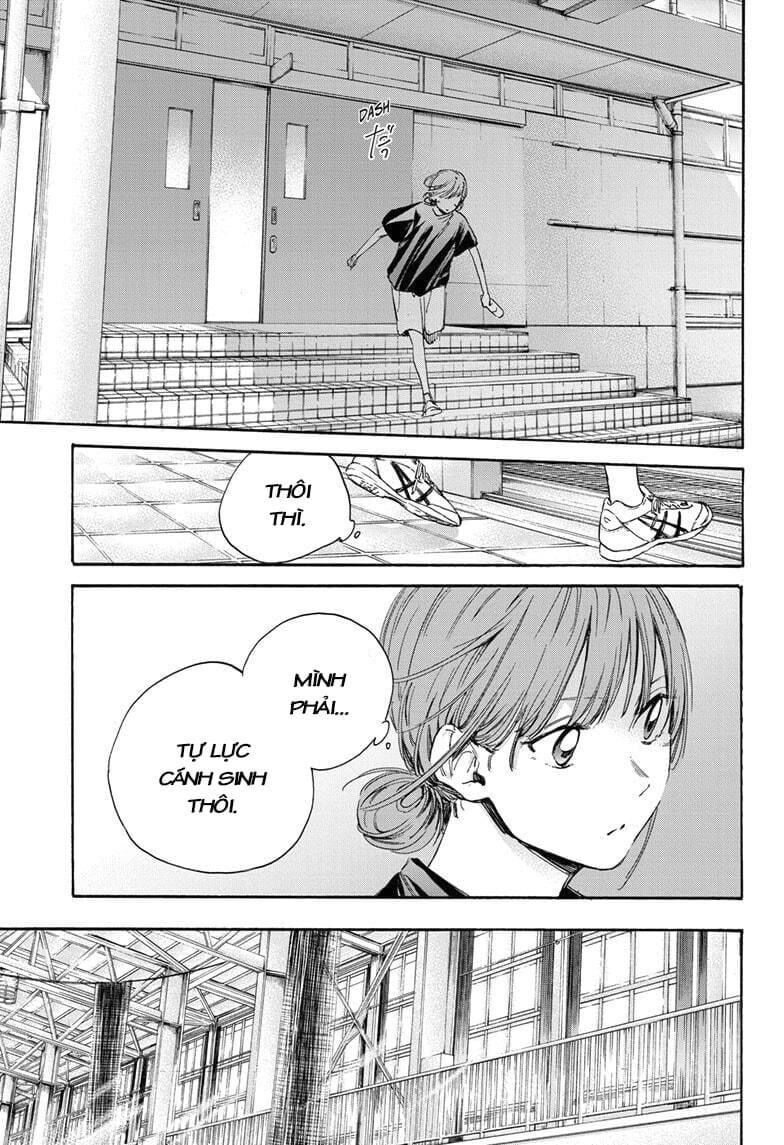 DASH
ダッ
THÔI
THÌ.
MÌNH
PHẢI...
TỰ LỰC
CÁNH SINH
THÔI.